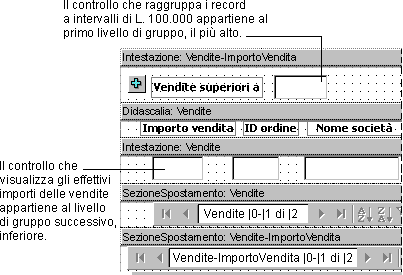 Il controllo che raggruppa i record
a intervalli di L. 100.000 appartiene al
primo livello di gruppo, il più alto.
Intestazione: Vendite-ImportoVendita
Vendite superiori a
Didascalia: Vendite
Importo vendita ID ordine Nome società
Intestazione: Vendite
Il controllo che
visualizza gli effettivi
importi delle vendite
appartiene al livello
di gruppo successivo,
inferiore.
SezioneSpostamento: Vendite
Vendite |0-|1 di |2
SezioneSpostamento: Vendite-ImportoVendita
Vendite-ImportoVendita |0-|1 di |2